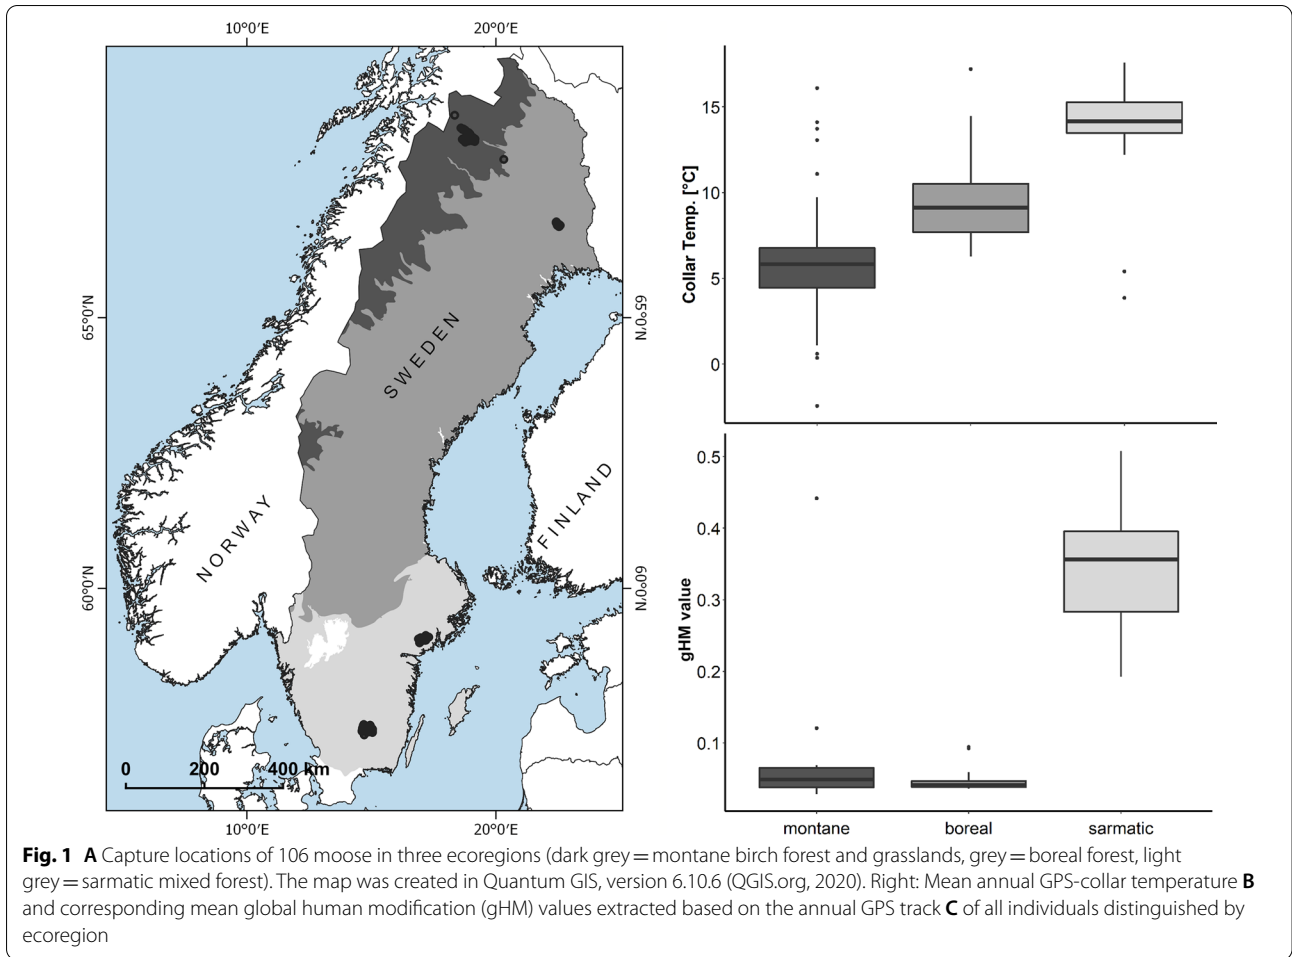 10°0′E 20°0′E
65°0′N
60°0′N
65°0′N
60°0′N
SWEDEN
NORWAY
FINLAND
0 200 400 km
10°0′E 20°0′E
Collar Temp. [°C]
15
10
5
0
gHM value
0.5
0.4
0.3
0.2
0.1
montane boreal sarmatic
Fig. 1 A Capture locations of 106 moose in three ecoregions (dark grey = montane birch forest and grasslands, grey = boreal forest, light
grey = sarmatic mixed forest). The map was created in Quantum GIS, version 6.10.6 (QGIS.org, 2020). Right: Mean annual GPS-collar temperature B
and corresponding mean global human modification (gHM) values extracted based on the annual GPS track C of all individuals distinguished by
ecoregion